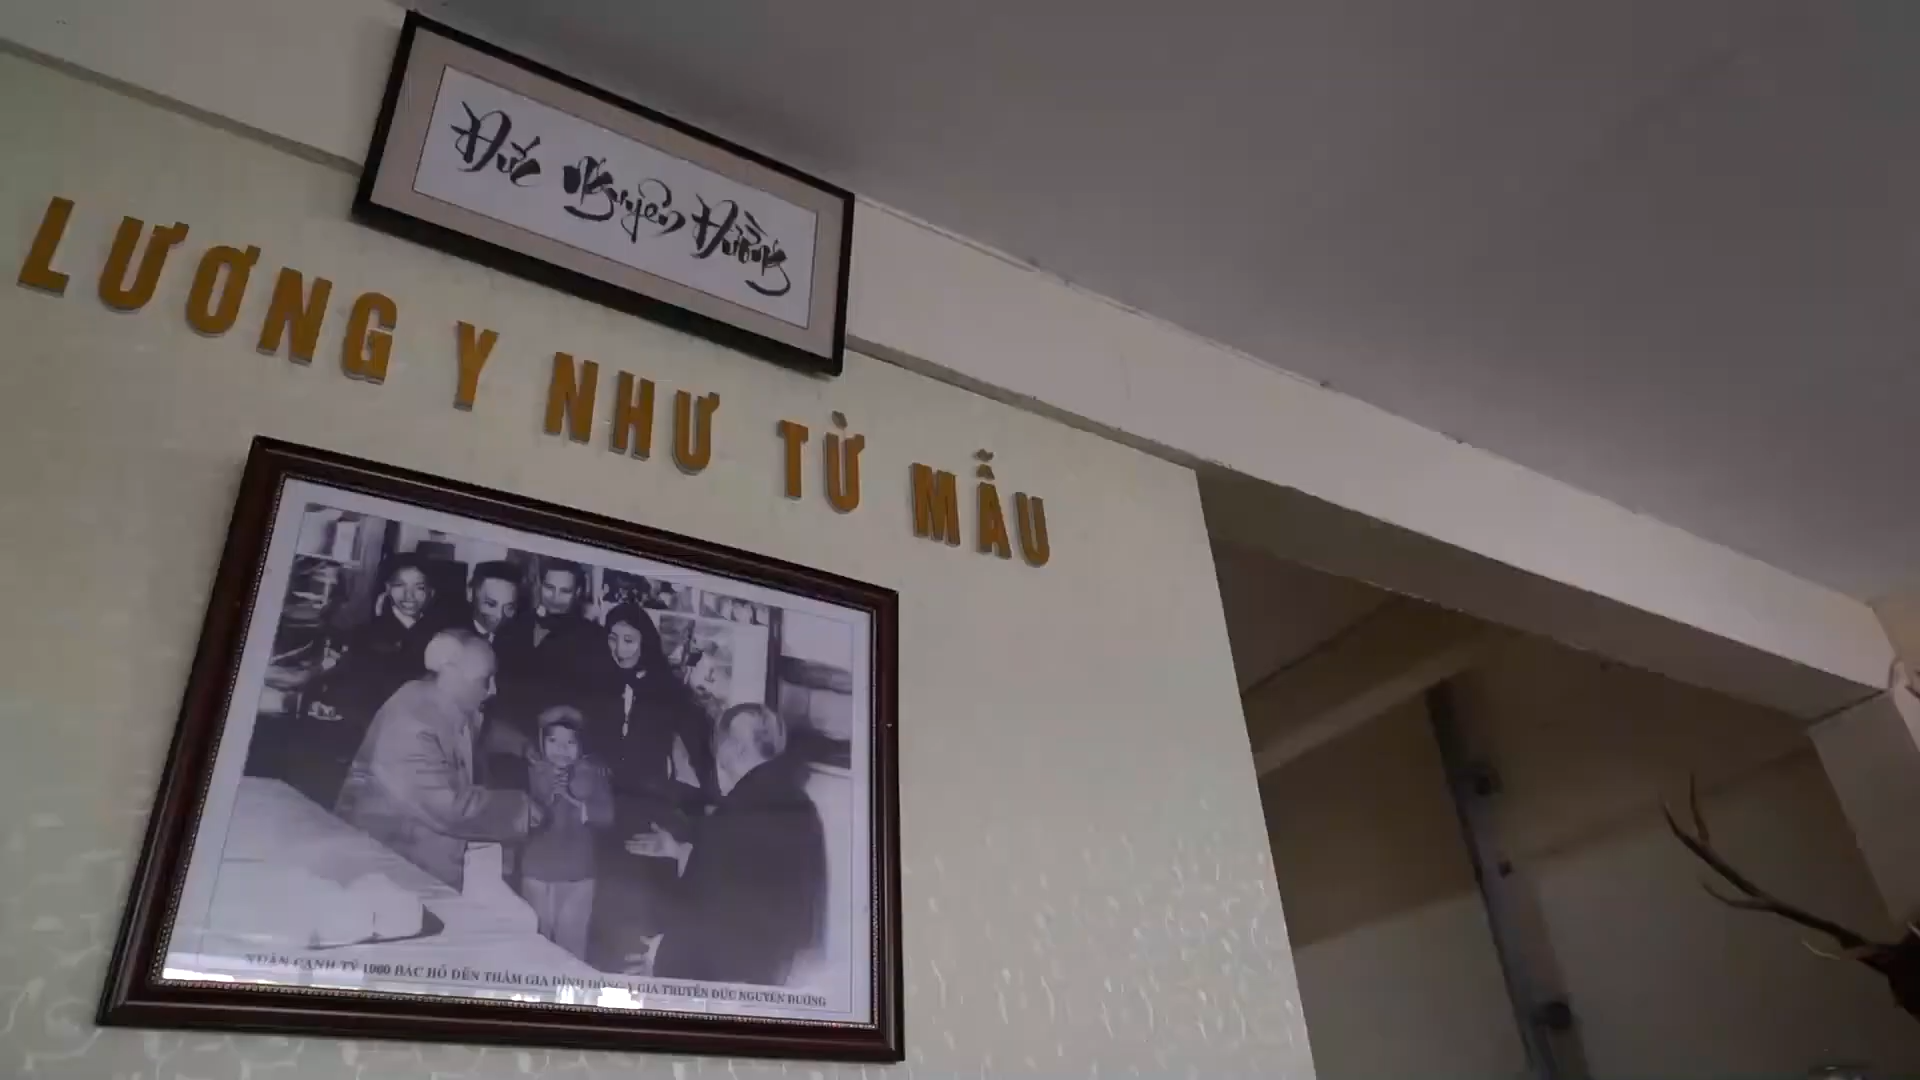 Đức Nguyên Đường
LƯƠNG Y NHƯ TỪ MẪU
XUÂN CANH TÝ 1960 BÁC HỒ ĐẾN THĂM GIA ĐÌNH ĐÔNG Y GIA TRUYỀN ĐỨC NGUYÊN ĐƯỜNG